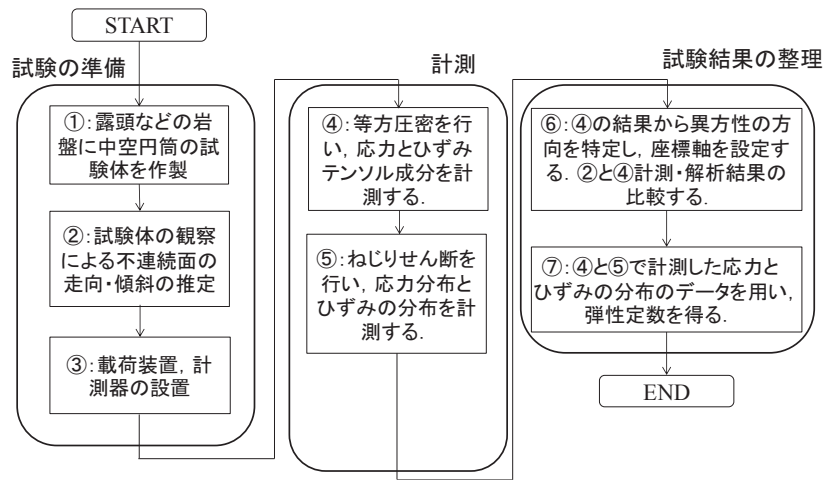 START
試験の準備
①:露頭などの岩
盤に中空円筒の試
験体を作製
②:試験体の観察
による不連続面の
走向・傾斜の推定
③:載荷装置,計
測器の設置
計測
④:等方圧密を行
い,応力とひずみ
テンソル成分を計
測する.
⑤:ねじりせん断を
行い,応力分布と
ひずみの分布を計
測する.
試験結果の整理
⑥:④の結果から異方性の方
向を特定し,座標軸を設定す
る.②と④計測・解析結果の
比較する.
⑦:④と⑤で計測した応力と
ひずみの分布のデータを用い,
弾性定数を得る.
END